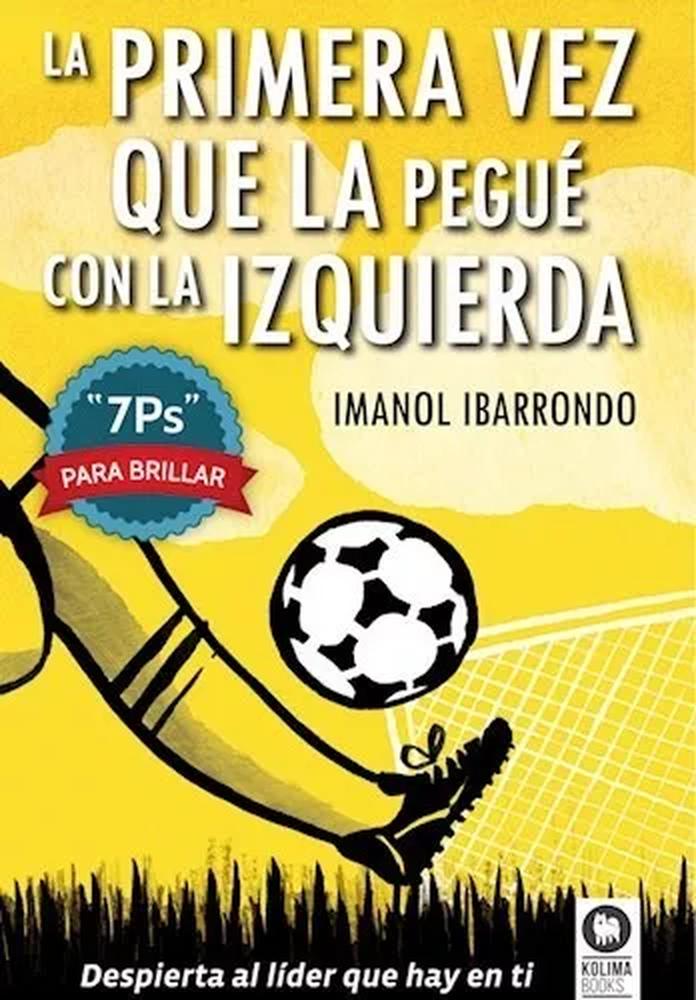 LA PRIMERA VEZ
QUE LA PEGUÉ
CON LA IZQUIERDA
IMANOL IBARRONDO
"7Ps"
PARA BRILLAR
Despierta al líder que hay en ti
KOLIMA
BOOKS